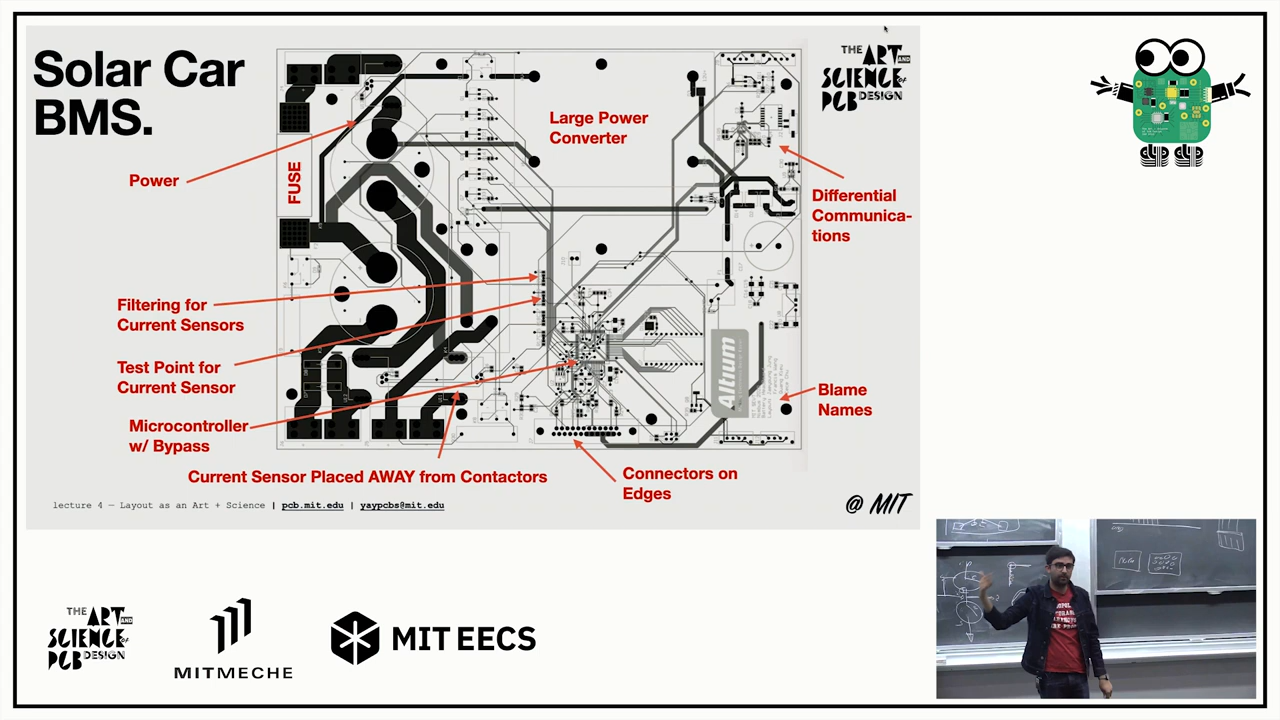 Solar Car
BMS.
THE ART AND
SCIENCE of
PCB DESIGN
Large Power
Converter
Power
FUSE
Differential
Communica-
tions
Filtering for
Current Sensors
Test Point for
Current Sensor
Altium
Blame
Names
Microcontroller
w/ Bypass
Current Sensor Placed AWAY from Contactors
Connectors on
Edges
lecture 4 — Layout as an Art + Science | pcb.mit.edu | yaypcbs@mit.edu
@ MIT
THE ART AND
SCIENCE of
PCB DESIGN
MITMECHE
MIT EECS